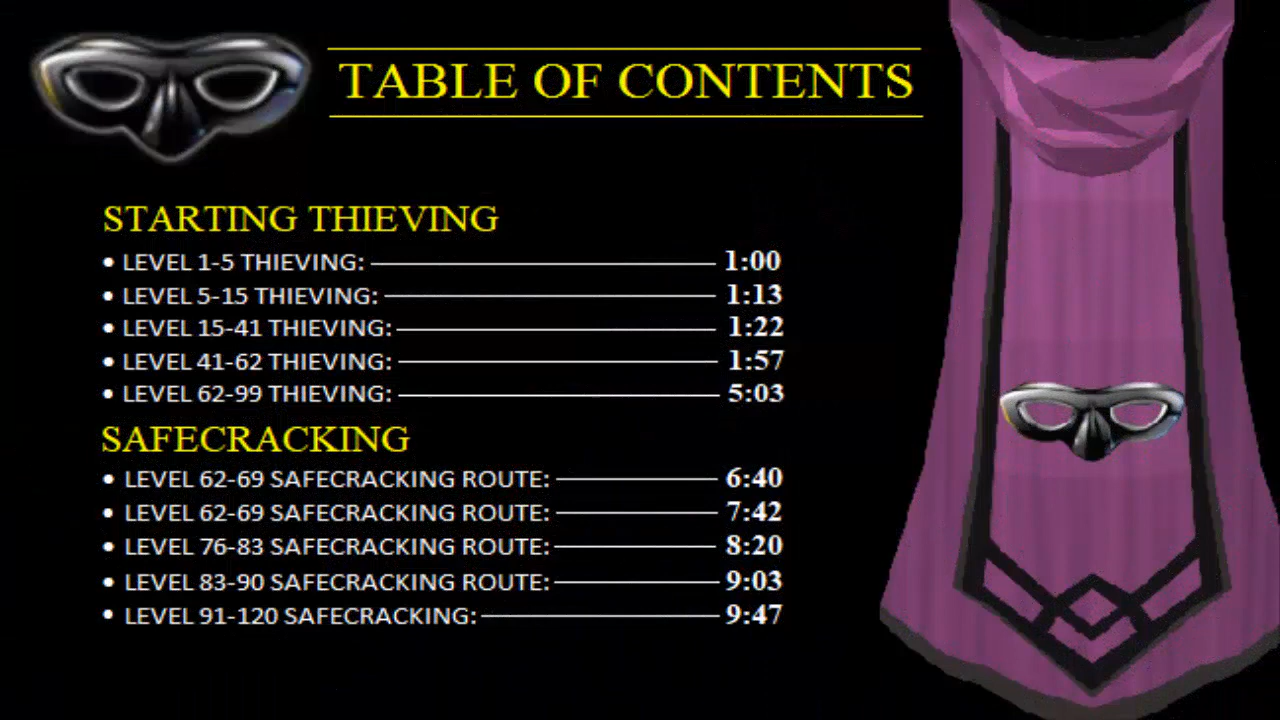 TABLE OF CONTENTS
STARTING THIEVING
• LEVEL 1-5 THIEVING: 1:00
• LEVEL 5-15 THIEVING: 1:13
• LEVEL 15-41 THIEVING: 1:22
• LEVEL 41-62 THIEVING: 1:57
• LEVEL 62-99 THIEVING: 5:03
SAFECRACKING
• LEVEL 62-69 SAFECRACKING ROUTE: 6:40
• LEVEL 62-69 SAFECRACKING ROUTE: 7:42
• LEVEL 76-83 SAFECRACKING ROUTE: 8:20
• LEVEL 83-90 SAFECRACKING ROUTE: 9:03
• LEVEL 91-120 SAFECRACKING: 9:47